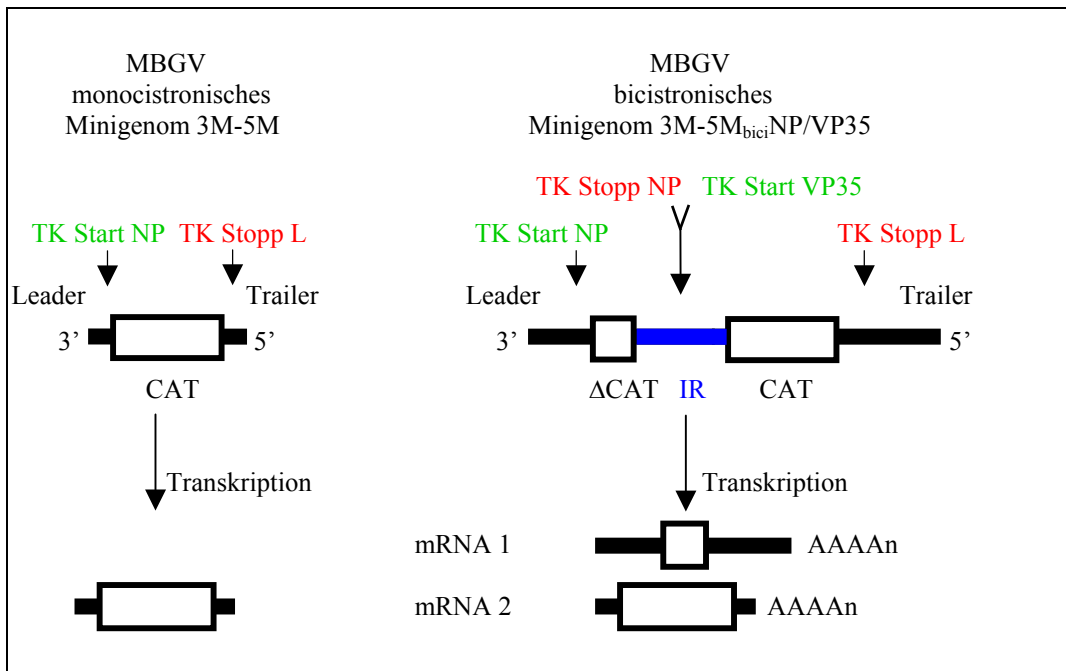 MBGV
monocistronisches
Minigenom 3M-5M
TK Start NP TK Stopp L
Leader Trailer
3’ 5’
CAT
Transkription
MBGV
bicistronisches
Minigenom 3M-5MbiciNP/VP35
TK Stopp NP TK Start VP35
TK Start NP TK Stopp L
Leader Trailer
3’ 5’
ΔCAT IR CAT
Transkription
mRNA 1 AAAAn
mRNA 2 AAAAn